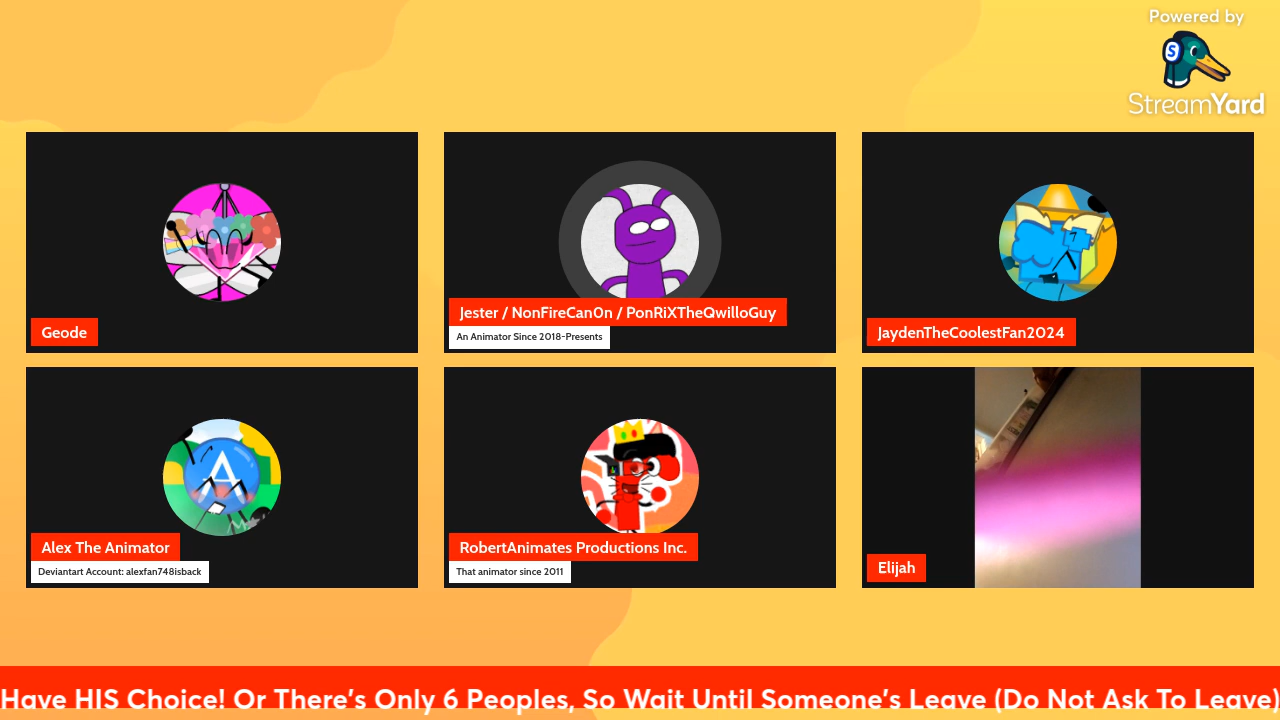 Powered by
S
StreamYard
Geode
Jester / NonFireCan0n / PonRiXTheQwilloGuy
An Animator Since 2018-Presents
JaydenTheCoolestFan2024
A
Alex The Animator
Deviantart Account: alexfan748isback
RobertAnimates Productions Inc.
That animator since 2011
Elijah
Have HIS Choice! Or There's Only 6 Peoples, So Wait Until Someone's Leave (Do Not Ask To Leave)